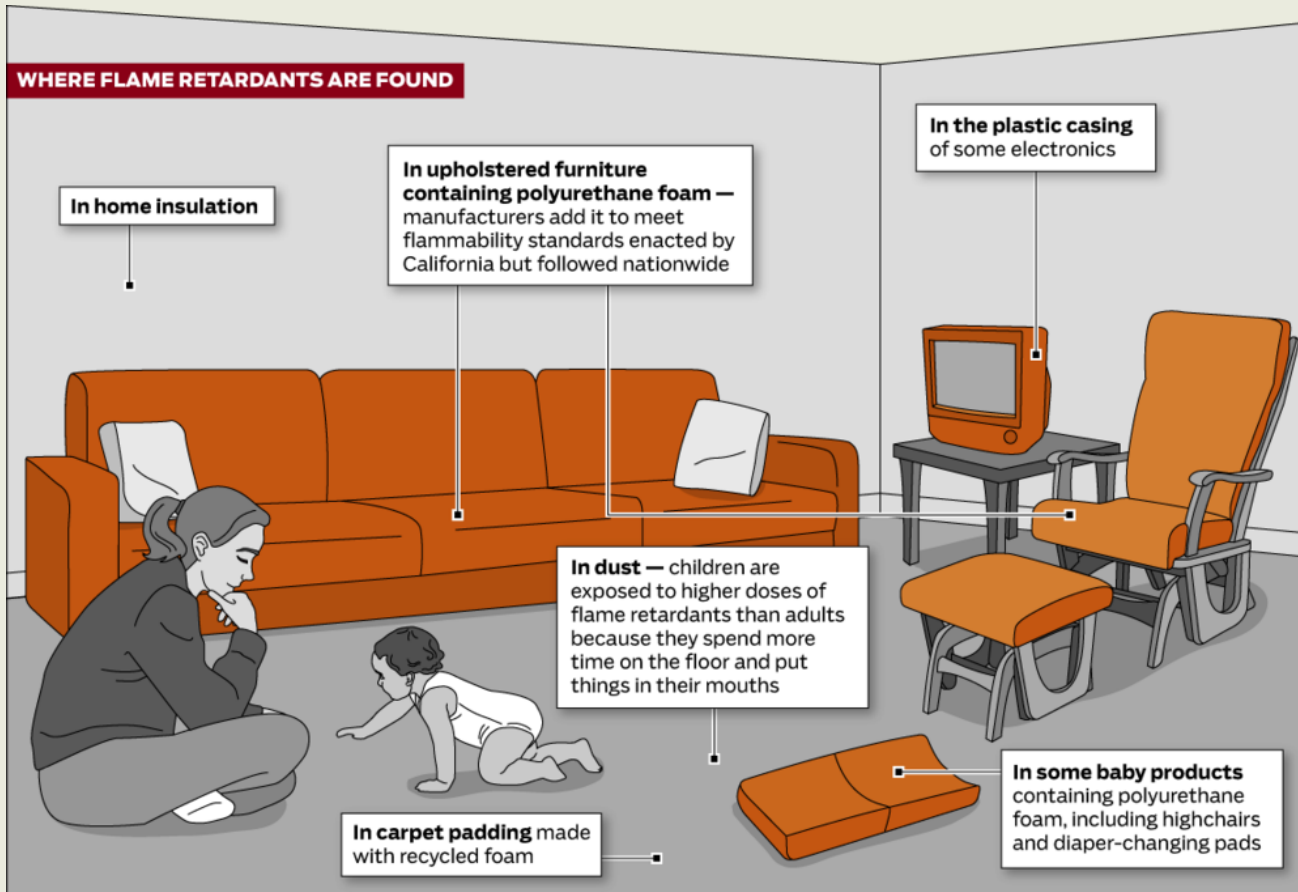 WHERE FLAME RETARDANTS ARE FOUND
In home insulation
In upholstered furniture
containing polyurethane foam —
manufacturers add it to meet
flammability standards enacted by
California but followed nationwide
In the plastic casing
of some electronics
In dust — children are
exposed to higher doses of
flame retardants than adults
because they spend more
time on the floor and put
things in their mouths
In carpet padding made
with recycled foam
In some baby products
containing polyurethane
foam, including highchairs
and diaper-changing pads